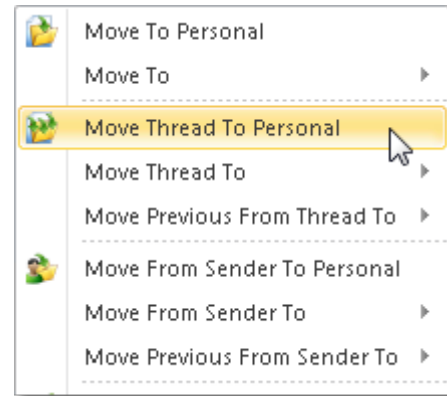 Move To Personal
Move To
Move Thread To Personal
Move Thread To
Move Previous From Thread To
Move From Sender To Personal
Move From Sender To
Move Previous From Sender To